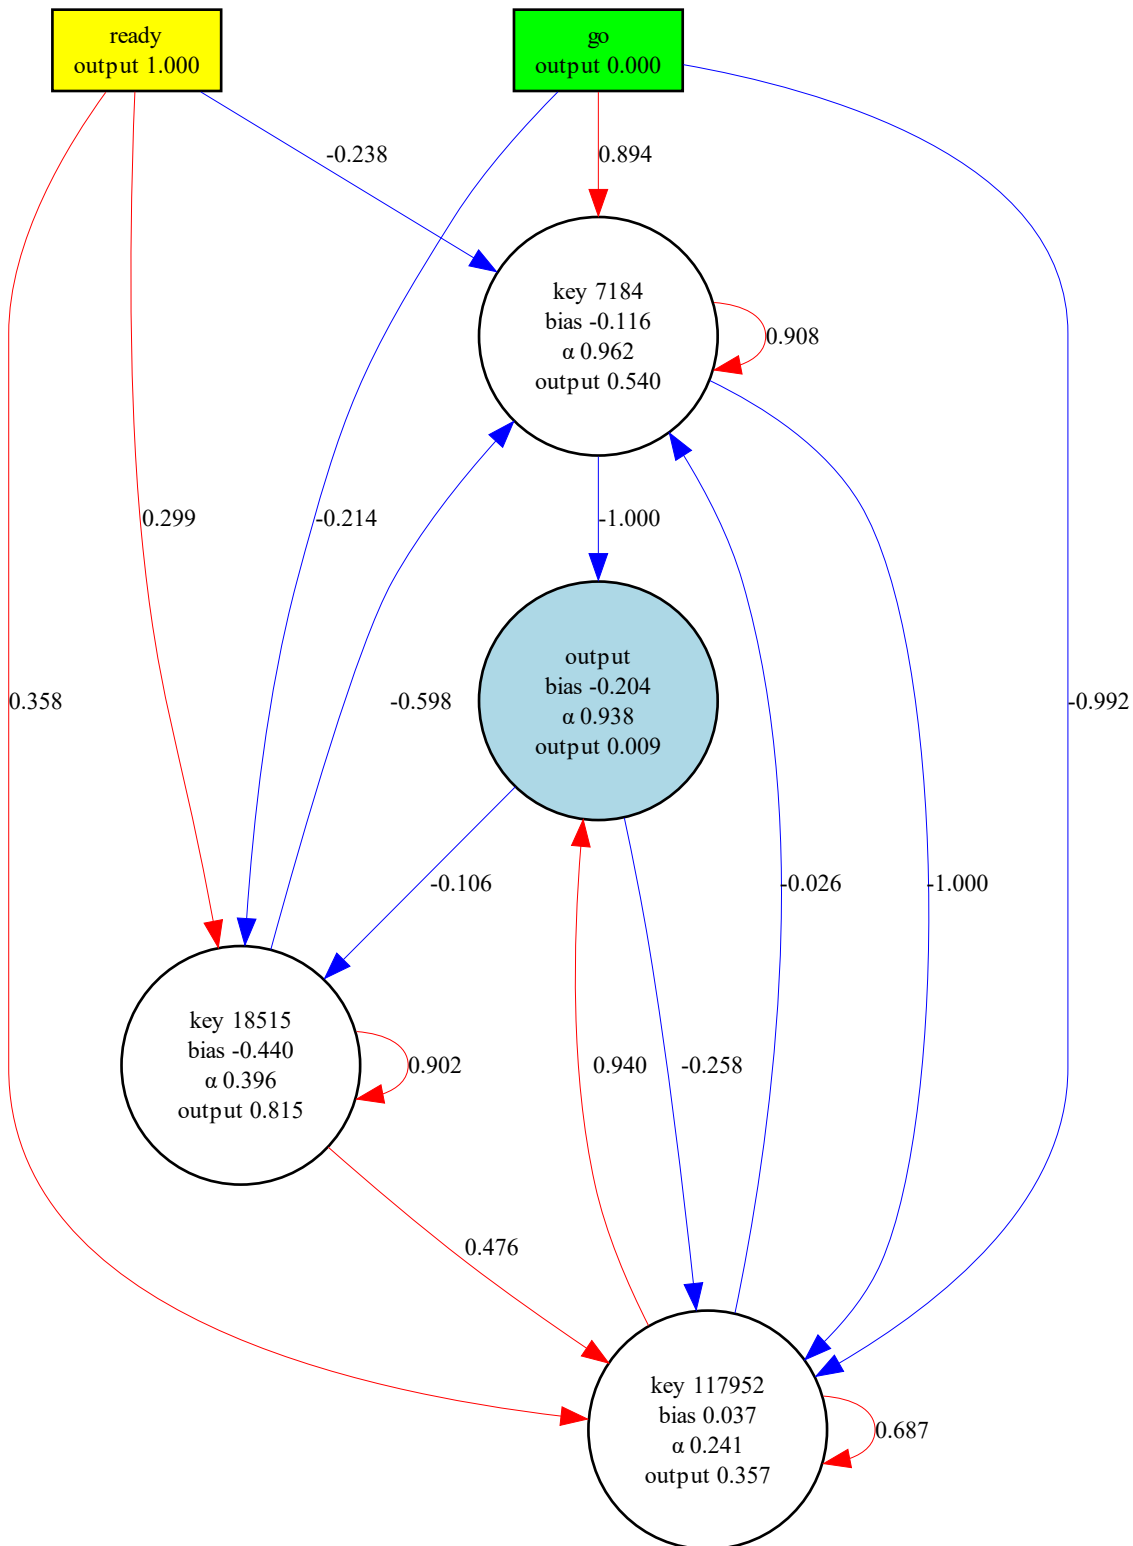 ready
output 1.000
go
output 0.000
-0.238
0.894
key 7184
bias -0.116
α 0.962
output 0.540
0.908
0.299
-0.214
-1.000
output
bias -0.204
α 0.938
output 0.009
0.358
-0.598
-0.992
-0.106
-0.026
-1.000
key 18515
bias -0.440
α 0.396
output 0.815
0.902
0.940
-0.258
0.476
key 117952
bias 0.037
α 0.241
output 0.357
0.687